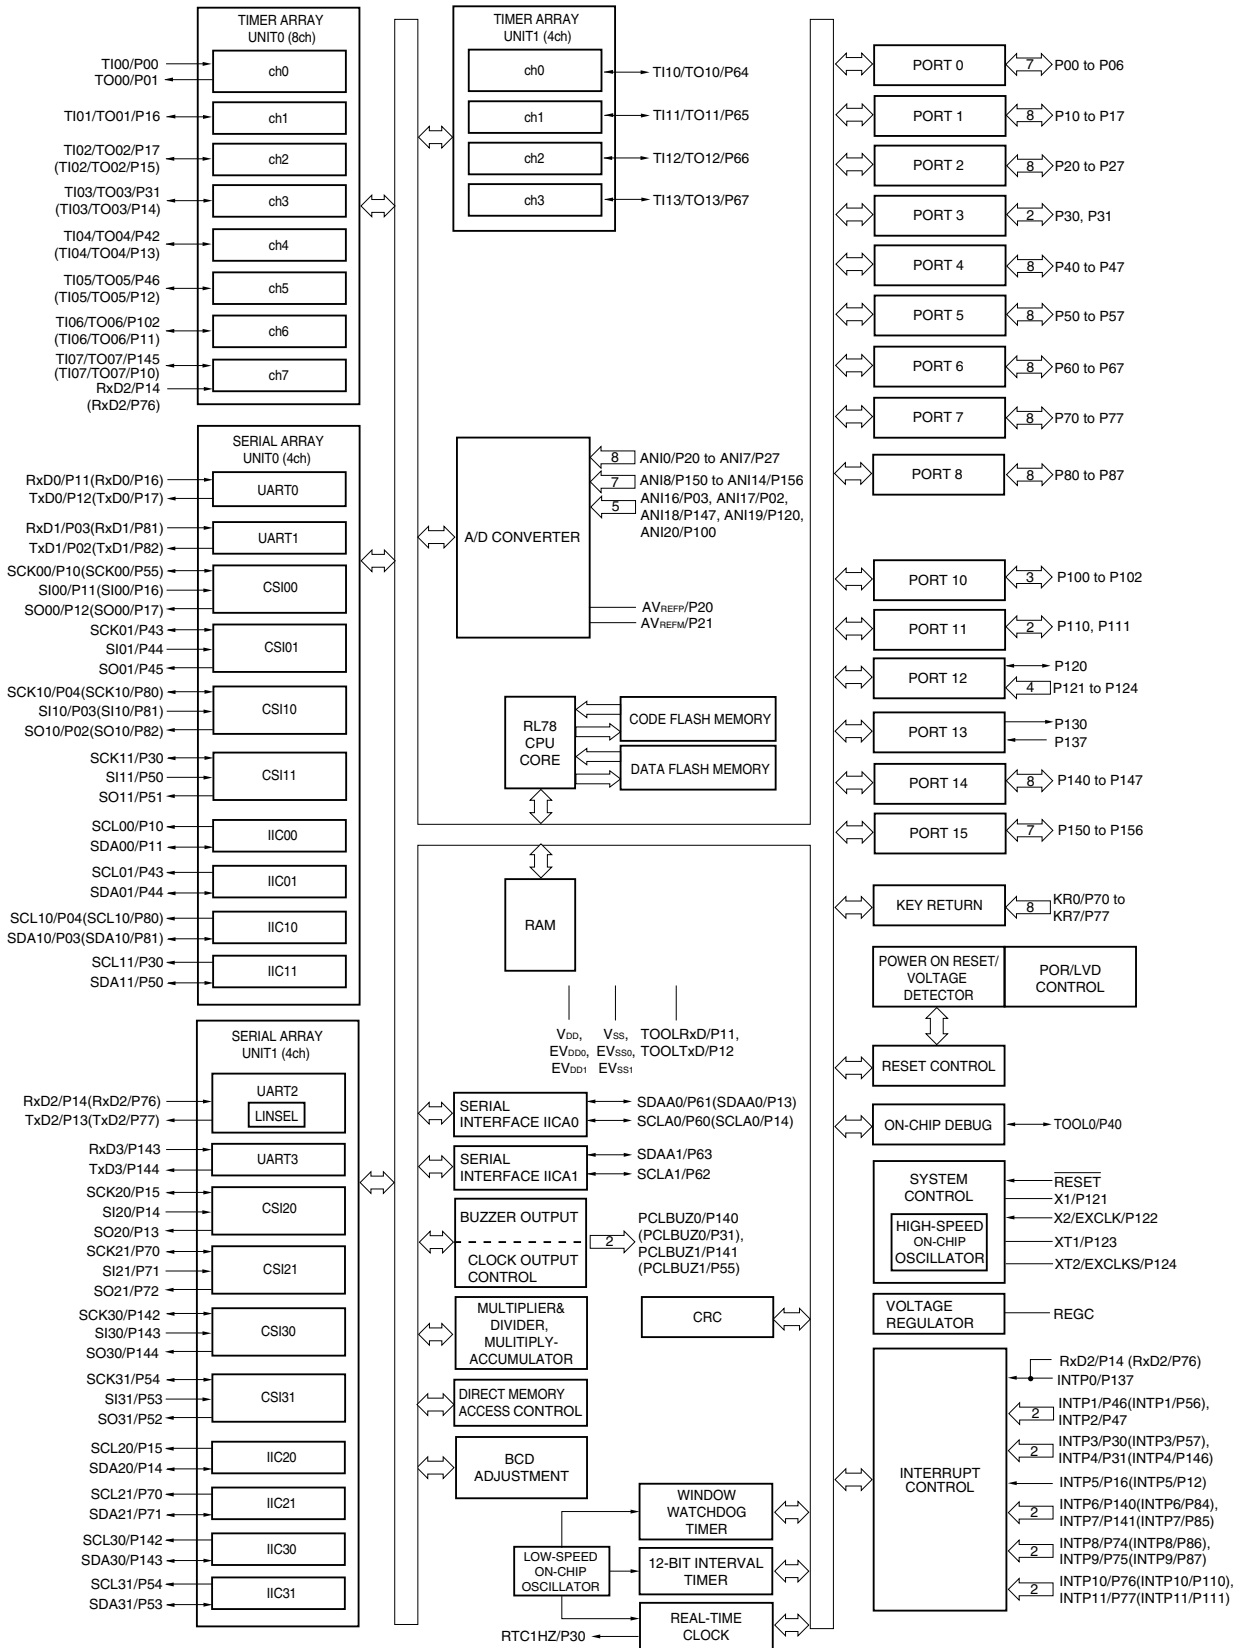 TIMER ARRAY
UNIT0 (8ch)
TI00/P00
TO00/P01
ch0
TI01/TO01/P16
ch1
TI02/TO02/P17
(TI02/TO02/P15)
ch2
TI03/TO03/P31
(TI03/TO03/P14)
ch3
TI04/TO04/P42
(TI04/TO04/P13)
ch4
TI05/TO05/P46
(TI05/TO05/P12)
ch5
TI06/TO06/P102
(TI06/TO06/P11)
ch6
TI07/TO07/P145
(TI07/TO07/P10)
RxD2/P14
(RxD2/P76)
ch7
SERIAL ARRAY
UNIT0 (4ch)
RxD0/P11(RxD0/P16)
TxD0/P12(TxD0/P17)
UART0
RxD1/P03(RxD1/P81)
TxD1/P02(TxD1/P82)
UART1
SCK00/P10(SCK00/P55)
SI00/P11(SI00/P16)
SO00/P12(SO00/P17)
CSI00
SCK01/P43
SI01/P44
SO01/P45
CSI01
SCK10/P04(SCK10/P80)
SI10/P03(SI10/P81)
SO10/P02(SO10/P82)
CSI10
SCK11/P30
SI11/P50
SO11/P51
CSI11
SCL00/P10
SDA00/P11
IIC00
SCL01/P43
SDA01/P44
IIC01
SCL10/P04(SCL10/P80)
SDA10/P03(SDA10/P81)
IIC10
SCL11/P30
SDA11/P50
IIC11
SERIAL ARRAY
UNIT1 (4ch)
RxD2/P14(RxD2/P76)
TxD2/P13(TxD2/P77)
UART2
LINSEL
RxD3/P143
TxD3/P144
UART3
SCK20/P15
SI20/P14
SO20/P13
CSI20
SCK21/P70
SI21/P71
SO21/P72
CSI21
SCK30/P142
SI30/P143
SO30/P144
CSI30
SCK31/P54
SI31/P53
SO31/P52
CSI31
SCL20/P15
SDA20/P14
IIC20
SCL21/P70
SDA21/P71
IIC21
SCL30/P142
SDA30/P143
IIC30
SCL31/P54
SDA31/P53
IIC31
TIMER ARRAY
UNIT1 (4ch)
ch0
TI10/TO10/P64
ch1
TI11/TO11/P65
ch2
TI12/TO12/P66
ch3
TI13/TO13/P67
A/D CONVERTER
8
ANI0/P20 to ANI7/P27
7
ANI8/P150 to ANI14/P156
5
ANI16/P03, ANI17/P02,
ANI18/P147, ANI19/P120,
ANI20/P100
AVREFP/P20
AVREFM/P21
RL78
CPU
CORE
CODE FLASH MEMORY
DATA FLASH MEMORY
RAM
VDD,
EVDD0,
EVDD1
VSS,
EVSS0,
EVSS1
TOOLRxD/P11,
TOOLTxD/P12
SERIAL
INTERFACE IICA0
SDAA0/P61(SDAA0/P13)
SCLA0/P60(SCLA0/P14)
SERIAL
INTERFACE IICA1
SDAA1/P63
SCLA1/P62
BUZZER OUTPUT
CLOCK OUTPUT
CONTROL
2
PCLBUZ0/P140
(PCLBUZ0/P31),
PCLBUZ1/P141
(PCLBUZ1/P55)
MULTIPLIER&
DIVIDER,
MULITIPLY-
ACCUMULATOR
CRC
DIRECT MEMORY
ACCESS CONTROL
BCD
ADJUSTMENT
WINDOW
WATCHDOG
TIMER
LOW-SPEED
ON-CHIP
OSCILLATOR
12-BIT INTERVAL
TIMER
RTC1HZ/P30
REAL-TIME
CLOCK
PORT 0
7
P00 to P06
PORT 1
8
P10 to P17
PORT 2
8
P20 to P27
PORT 3
2
P30, P31
PORT 4
8
P40 to P47
PORT 5
8
P50 to P57
PORT 6
8
P60 to P67
PORT 7
8
P70 to P77
PORT 8
8
P80 to P87
PORT 10
3
P100 to P102
PORT 11
2
P110, P111
PORT 12
P120
4
P121 to P124
PORT 13
P130
P137
PORT 14
8
P140 to P147
PORT 15
7
P150 to P156
KEY RETURN
8
KR0/P70 to
KR7/P77
POWER ON RESET/
VOLTAGE
DETECTOR
POR/LVD
CONTROL
RESET CONTROL
ON-CHIP DEBUG
TOOL0/P40
SYSTEM
CONTROL
HIGH-SPEED
ON-CHIP
OSCILLATOR
RESET
X1/P121
X2/EXCLK/P122
XT1/P123
XT2/EXCLKS/P124
VOLTAGE
REGULATOR
REGC
INTERRUPT
CONTROL
RxD2/P14 (RxD2/P76)
INTP0/P137
2
INTP1/P46(INTP1/P56),
INTP2/P47
2
INTP3/P30(INTP3/P57),
INTP4/P31(INTP4/P146)
INTP5/P16(INTP5/P12)
2
INTP6/P140(INTP6/P84),
INTP7/P141(INTP7/P85)
2
INTP8/P74(INTP8/P86),
INTP9/P75(INTP9/P87)
2
INTP10/P76(INTP10/P110),
INTP11/P77(INTP11/P111)